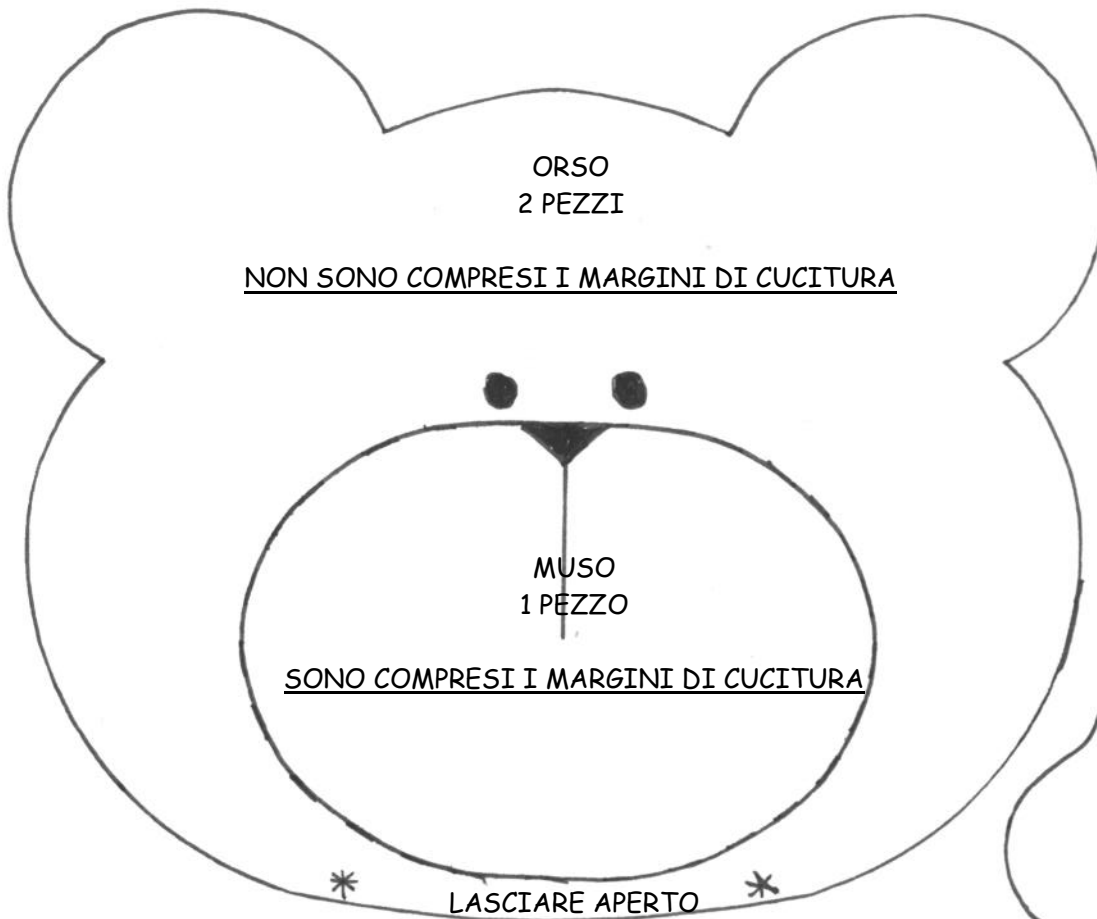 ORSO
2 PEZZI
NON SONO COMPRESI I MARGINI DI CUCITURA
MUSO
1 PEZZO
SONO COMPRESI I MARGINI DI CUCITURA
LASCIARE APERTO